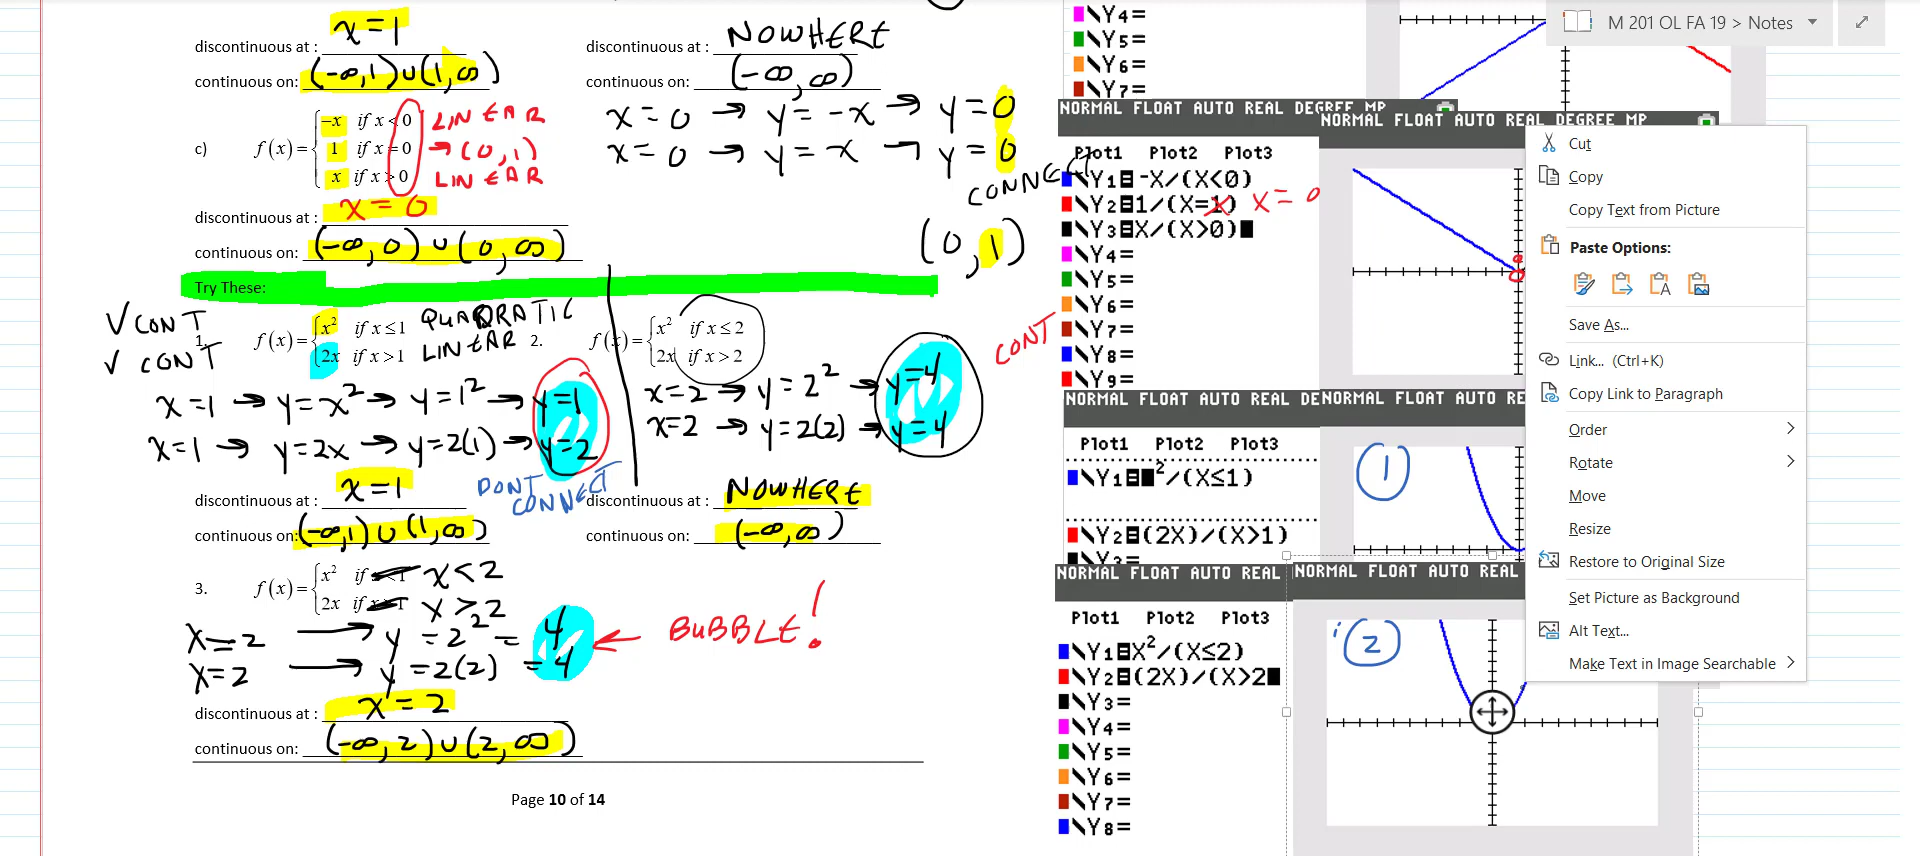 M 201 OL FA 19 > Notes
x = 1
discontinuous at :
(-∞,1)∪(1,∞)
continuous on:
NOWHERE
discontinuous at :
(-∞,∞)
continuous on:
c) f(x) = { -x if x < 0
1 if x = 0
x if x > 0
LINEAR
→ (0,1)
LINEAR
x = 0 → y = -x → y = 0
x = 0 → y = x → y = 0
CONNECT
(0,1)
x = 0
discontinuous at :
(-∞,0) ∪ (0,∞)
continuous on:
Try These:
√ CONT
√ CONT
1. f(x) = { x² if x ≤ 1
2x if x > 1
QUADRATIC
LINEAR
x = 1 → y = x² → y = 1² → y = 1
x = 1 → y = 2x → y = 2(1) → y = 2
DONT
CONNECT
x = 1
discontinuous at :
(-∞,1) ∪ (1,∞)
continuous on:
2. f(x) = { x² if x ≤ 2
2x if x > 2
CONT
x = 2 → y = 2² → y = 4
x = 2 → y = 2(2) → y = 4
NOWHERE
discontinuous at :
(-∞,∞)
continuous on:
3. f(x) = { x² if x < 2
2x if x > 2
x = 2 → y = 2² = 4
x = 2 → y = 2(2) = 4
← BUBBLE!
x = 2
discontinuous at :
(-∞,2) ∪ (2,∞)
continuous on:
Page 10 of 14
\Y4=
\Y5=
\Y6=
\Y7=
NORMAL FLOAT AUTO REAL DEGREE MP
NORMAL FLOAT AUTO REAL DEGREE MP
Plot1 Plot2 Plot3
\Y1=-X/(X<0)
\Y2=1/(X=1) X = 0
\Y3=X/(X>0)
\Y4=
\Y5=
\Y6=
\Y7=
\Y8=
\Y9=
NORMAL FLOAT AUTO REAL DE
NORMAL FLOAT AUTO RE
Plot1 Plot2 Plot3
\Y1=²/(X≤1)
\Y2=(2X)/(X>1)
\Y3=
1
NORMAL FLOAT AUTO REAL
NORMAL FLOAT AUTO REAL
Plot1 Plot2 Plot3
\Y1=X²/(X≤2)
\Y2=(2X)/(X>2
\Y3=
\Y4=
\Y5=
\Y6=
\Y7=
\Y8=
2
Cut
Copy
Copy Text from Picture
Paste Options:
Save As...
Link... (Ctrl+K)
Copy Link to Paragraph
Order
Rotate
Move
Resize
Restore to Original Size
Set Picture as Background
Alt Text...
Make Text in Image Searchable